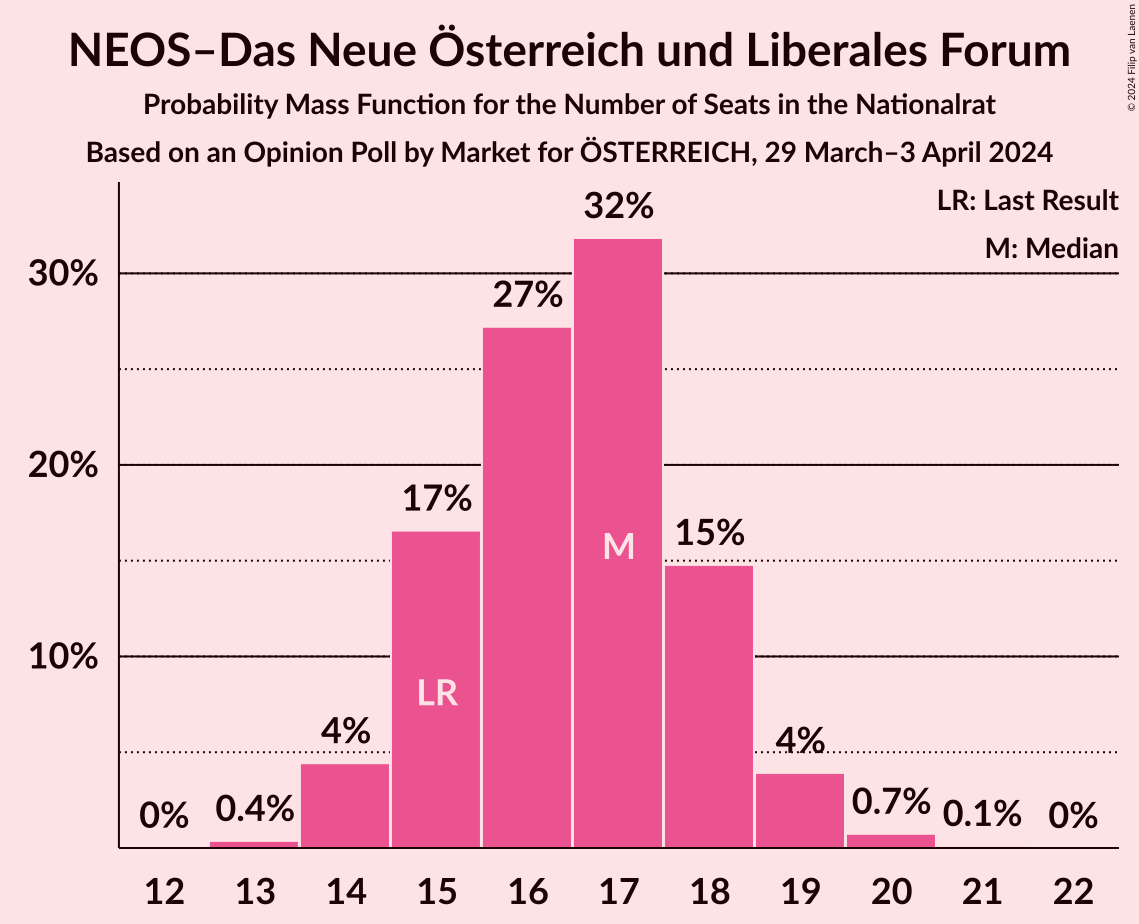 NEOS–Das Neue Österreich und Liberales Forum
Probability Mass Function for the Number of Seats in the Nationalrat
Based on an Opinion Poll by Market for ÖSTERREICH, 29 March–3 April 2024
© 2024 Filip van Laenen
LR: Last Result
M: Median
30%
20%
10%
0%
0.4%
4%
17%
27%
32%
15%
4%
0.7%
0.1%
0%
LR
M
12 13 14 15 16 17 18 19 20 21 22